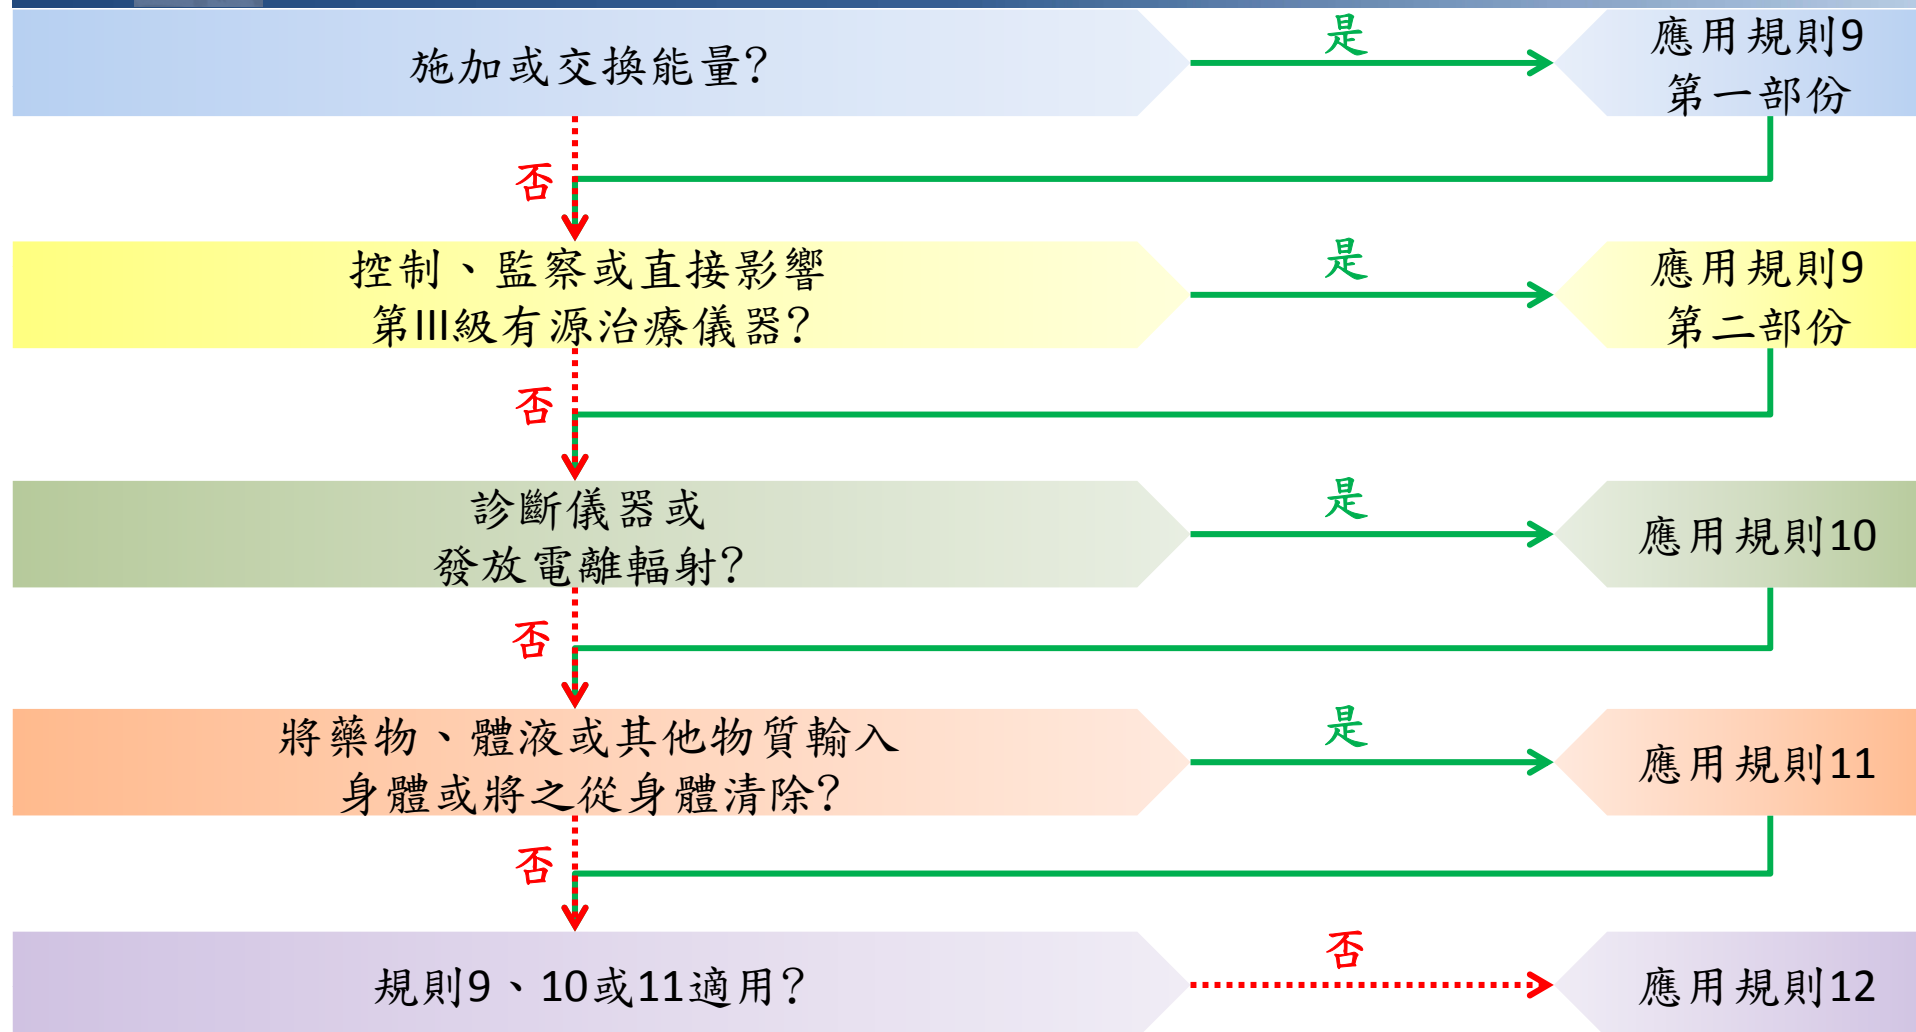 施加或交換能量?
是
應用規則9
第一部份
否
控制、監察或直接影響
第III級有源治療儀器?
是
應用規則9
第二部份
否
診斷儀器或
發放電離輻射?
是
應用規則10
否
將藥物、體液或其他物質輸入
身體或將之從身體清除?
是
應用規則11
否
規則9、10或11適用?
否
應用規則12